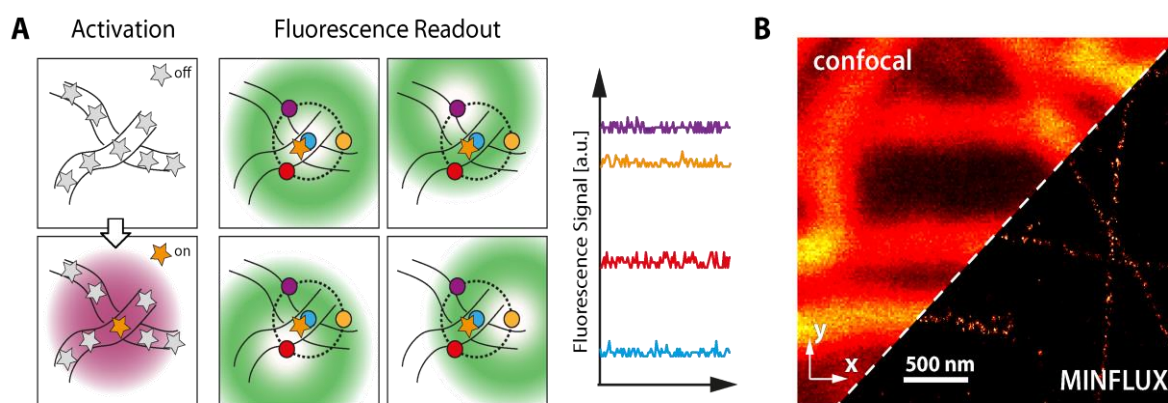 A
Activation
Fluorescence Readout
off
on
Fluorescence Signal [a.u.]
B
confocal
y
x
500 nm
MINFLUX